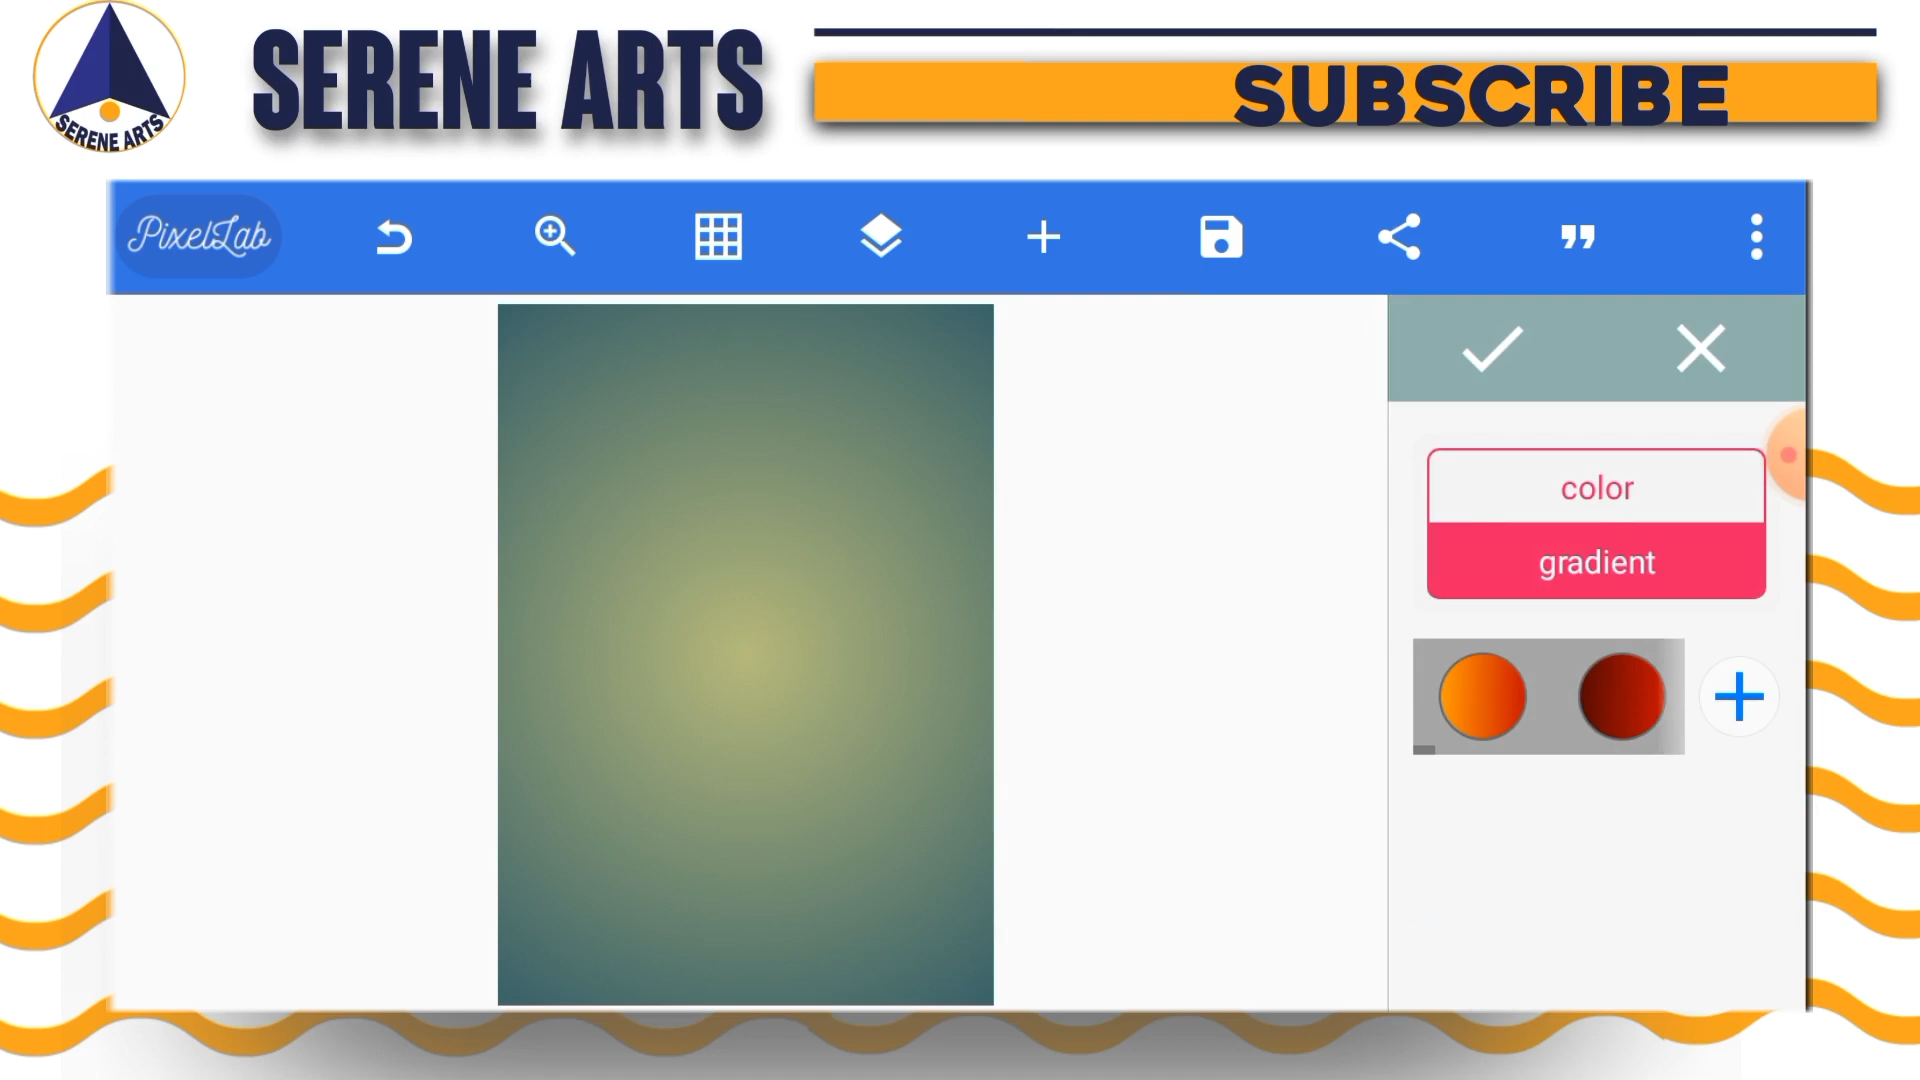 SERENE ARTS
SERENE ARTS
SUBSCRIBE
PixelLab
color
gradient